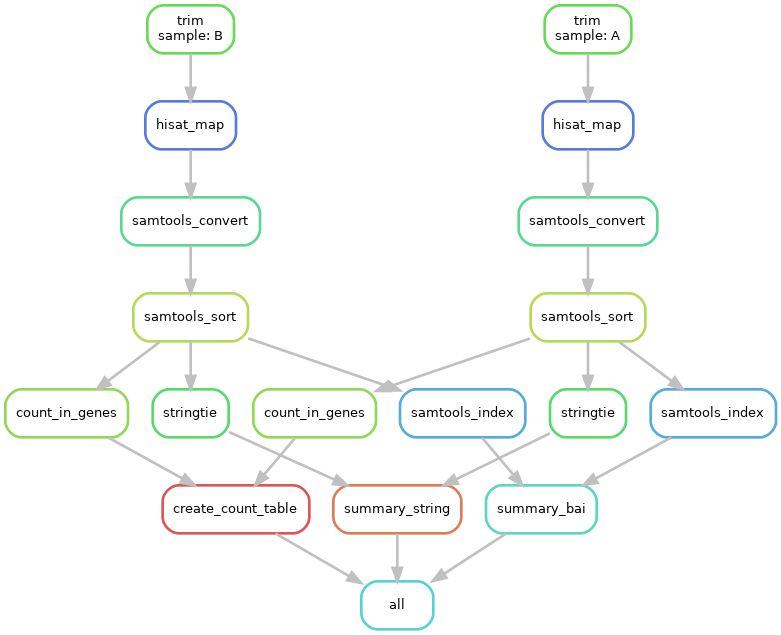 trim
sample: B
trim
sample: A
hisat_map
hisat_map
samtools_convert
samtools_convert
samtools_sort
samtools_sort
count_in_genes
stringtie
count_in_genes
samtools_index
stringtie
samtools_index
create_count_table
summary_string
summary_bai
all